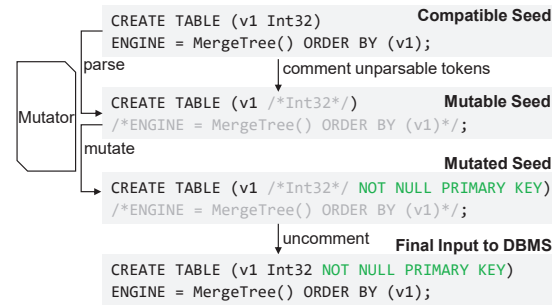 CREATE TABLE (v1 Int32) Compatible Seed
ENGINE = MergeTree() ORDER BY (v1);
parse
comment unparsable tokens
CREATE TABLE (v1 /*Int32*/) Mutable Seed
/*ENGINE = MergeTree() ORDER BY (v1)*/;
Mutator
mutate
Mutated Seed
CREATE TABLE (v1 /*Int32*/ NOT NULL PRIMARY KEY)
/*ENGINE = MergeTree() ORDER BY (v1)*/;
uncomment
Final Input to DBMS
CREATE TABLE (v1 Int32 NOT NULL PRIMARY KEY)
ENGINE = MergeTree() ORDER BY (v1);